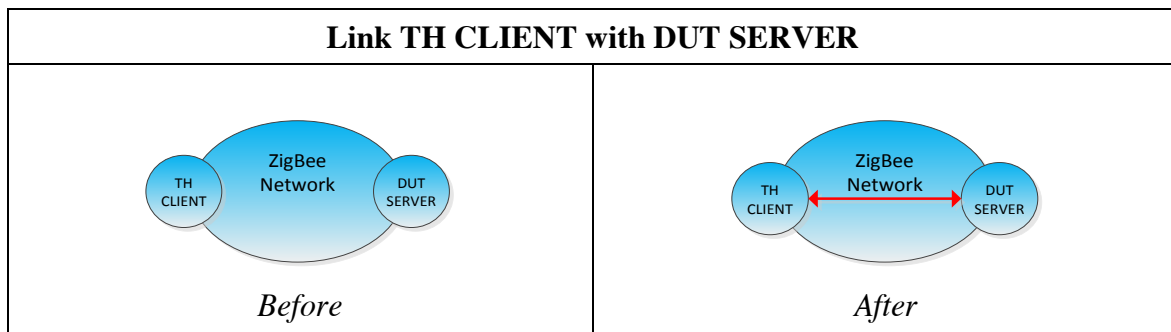 Link TH CLIENT with DUT SERVER
ZigBee
Network
TH
CLIENT
DUT
SERVER
Before
ZigBee
Network
TH
CLIENT
DUT
SERVER
After